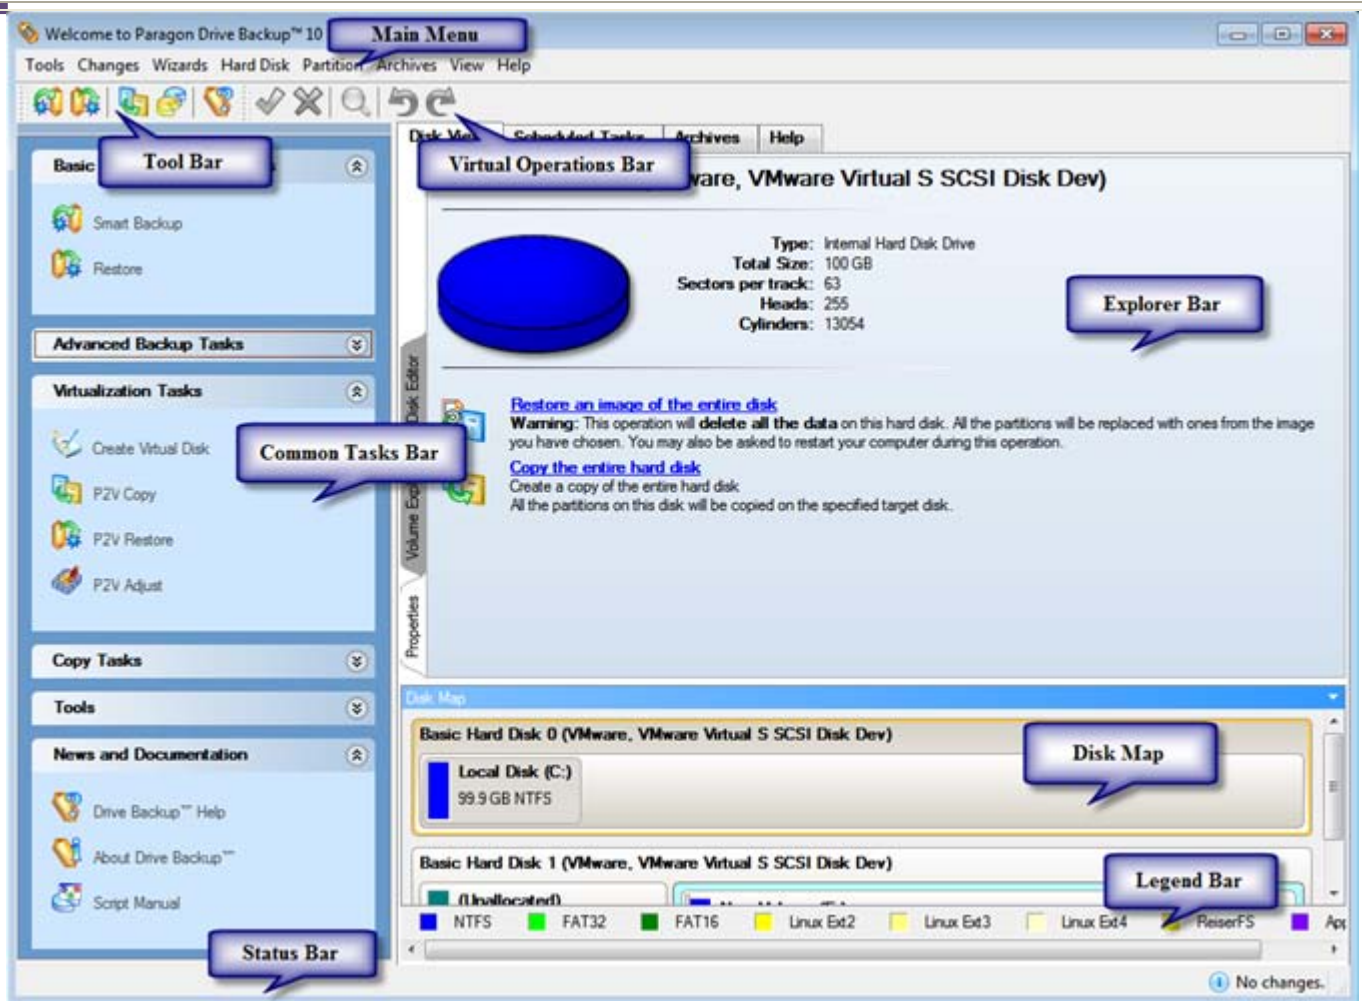 Welcome to Paragon Drive Backup™ 10
Main Menu
Tools Changes Wizards Hard Disk Partition Archives View Help
Tool Bar
Virtual Operations Bar
Basic
Smart Backup
Restore
Advanced Backup Tasks
Virtualization Tasks
Create Virtual Disk
P2V Copy
P2V Restore
P2V Adjust
Common Tasks Bar
Copy Tasks
Tools
News and Documentation
Drive Backup™ Help
About Drive Backup™
Script Manual
Status Bar
Disk View Scheduled Tasks Archives Help
VMware Virtual S SCSI Disk Dev)
Type: Internal Hard Disk Drive
Total Size: 100 GB
Sectors per track: 63
Heads: 255
Cylinders: 13054
Explorer Bar
Restore an image of the entire disk
Warning: This operation will delete all the data on this hard disk. All the partitions will be replaced with ones from the image
you have chosen. You may also be asked to restart your computer during this operation.
Copy the entire hard disk
Create a copy of the entire hard disk
All the partitions on this disk will be copied on the specified target disk.
Disk Editor
Volume
Properties
Disk Map
Basic Hard Disk 0 (VMware, VMware Virtual S SCSI Disk Dev)
Local Disk (C:)
99.9 GB NTFS
Disk Map
Basic Hard Disk 1 (VMware, VMware Virtual S SCSI Disk Dev)
(Unallocated)
Legend Bar
NTFS FAT32 FAT16 Linux Ext2 Linux Ext3 Linux Ext4 ReiserFS
No changes.